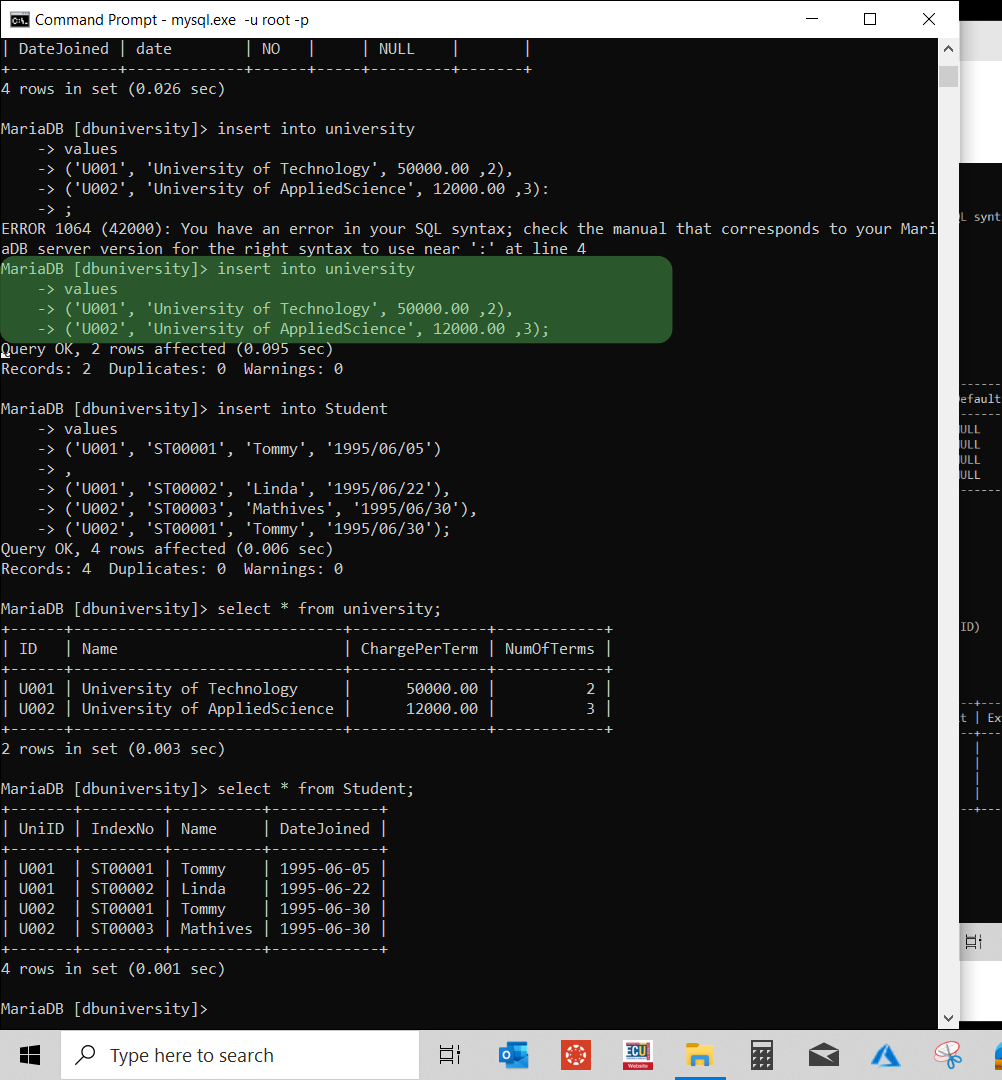 Command Prompt - mysql.exe  -u root -p
| DateJoined | date        | NO   |     | NULL    |       |
+------------+-------------+------+-----+---------+-------+
4 rows in set (0.026 sec)
MariaDB [dbuniversity]> insert into university
    -> values
    -> ('U001', 'University of Technology', 50000.00 ,2),
    -> ('U002', 'University of AppliedScience', 12000.00 ,3):
    -> ;
ERROR 1064 (42000): You have an error in your SQL syntax; check the manual that corresponds to your Mari
aDB server version for the right syntax to use near ':' at line 4
MariaDB [dbuniversity]> insert into university
    -> values
    -> ('U001', 'University of Technology', 50000.00 ,2),
    -> ('U002', 'University of AppliedScience', 12000.00 ,3);
Query OK, 2 rows affected (0.095 sec)
Records: 2  Duplicates: 0  Warnings: 0
MariaDB [dbuniversity]> insert into Student
    -> values
    -> ('U001', 'ST00001', 'Tommy', '1995/06/05')
    -> ,
    -> ('U001', 'ST00002', 'Linda', '1995/06/22'),
    -> ('U002', 'ST00003', 'Mathives', '1995/06/30'),
    -> ('U002', 'ST00001', 'Tommy', '1995/06/30');
Query OK, 4 rows affected (0.006 sec)
Records: 4  Duplicates: 0  Warnings: 0
MariaDB [dbuniversity]> select * from university;
+------+------------------------------+---------------+------------+
| ID   | Name                         | ChargePerTerm | NumOfTerms |
+------+------------------------------+---------------+------------+
| U001 | University of Technology     |      50000.00 |          2 |
| U002 | University of AppliedScience |      12000.00 |          3 |
+------+------------------------------+---------------+------------+
2 rows in set (0.003 sec)
MariaDB [dbuniversity]> select * from Student;
+-------+---------+----------+------------+
| UniID | IndexNo | Name     | DateJoined |
+-------+---------+----------+------------+
| U001  | ST00001 | Tommy    | 1995-06-05 |
| U001  | ST00002 | Linda    | 1995-06-22 |
| U002  | ST00001 | Tommy    | 1995-06-30 |
| U002  | ST00003 | Mathives | 1995-06-30 |
+-------+---------+----------+------------+
4 rows in set (0.001 sec)
MariaDB [dbuniversity]>
L synt
efault
ULL
ULL
ULL
ULL
ID)
t | Ex
Type here to search
ECU
Website